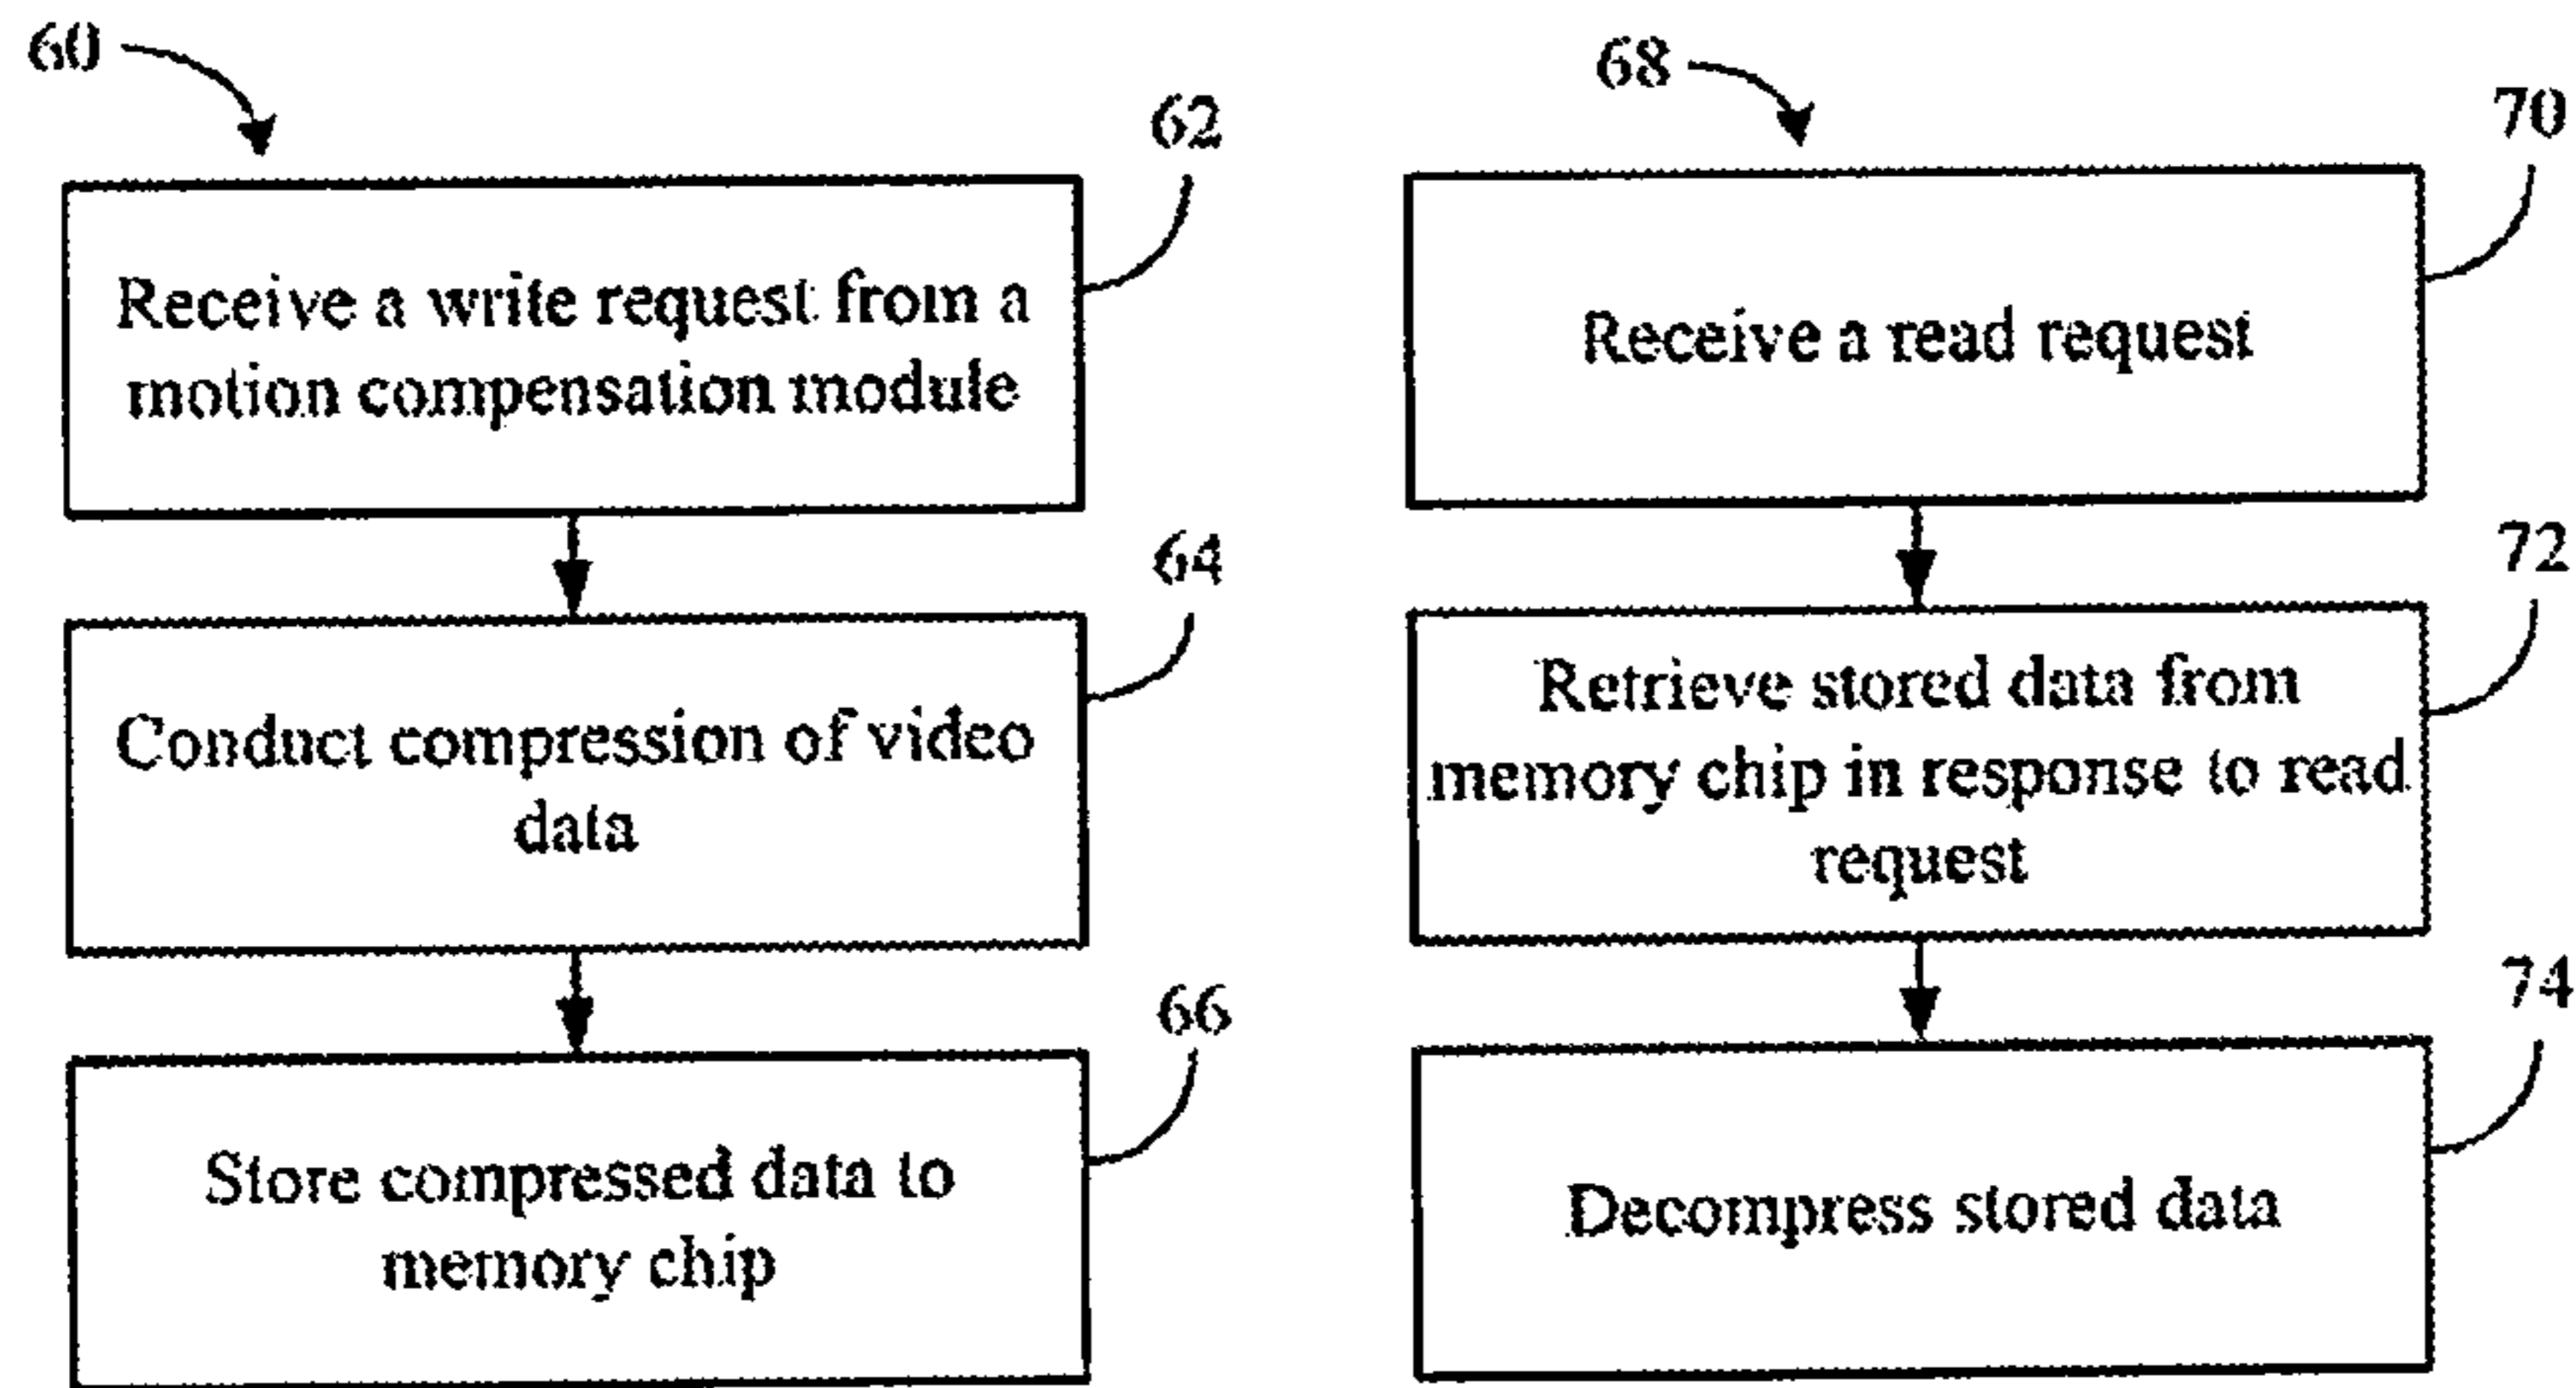 60
62
Receive a write request from a
motion compensation module
64
Conduct compression of video
data
66
Store compressed data to
memory chip
68
70
Receive a read request
72
Retrieve stored data from
memory chip in response to read
request
74
Decompress stored data